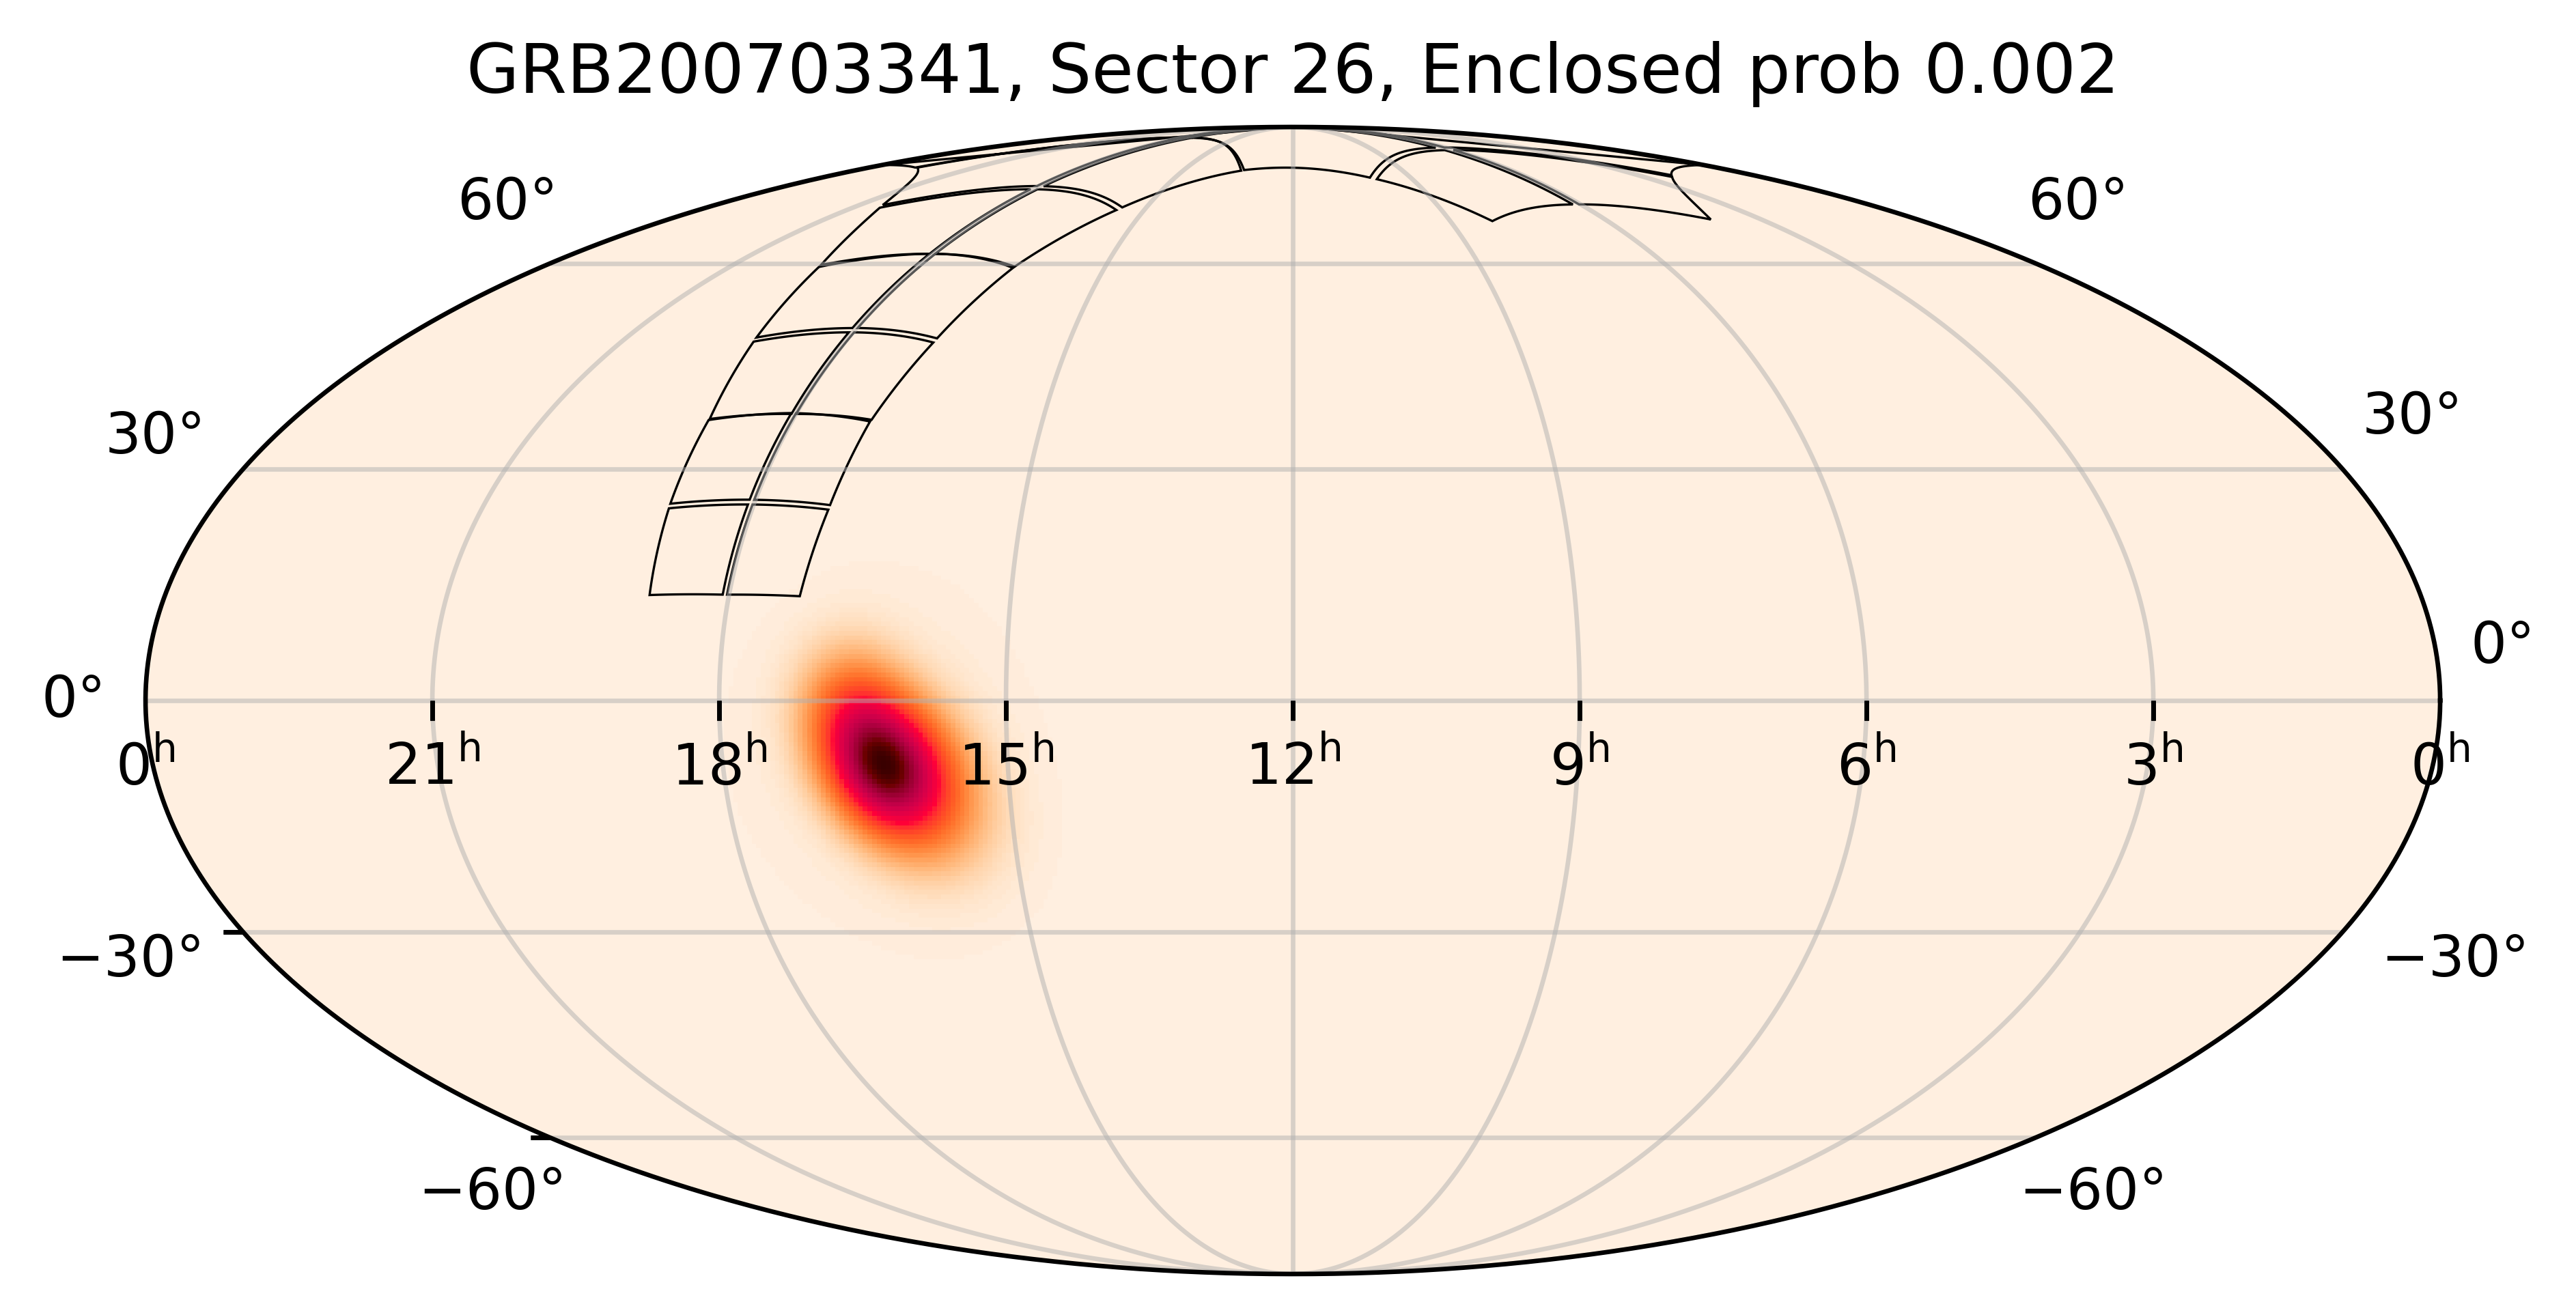 GRB200703341, Sector 26, Enclosed prob 0.002
60° 60°
30° 30°
0° 0°
0ʰ 21ʰ 18ʰ 15ʰ 12ʰ 9ʰ 6ʰ 3ʰ 0ʰ
−30° −30°
−60° −60°